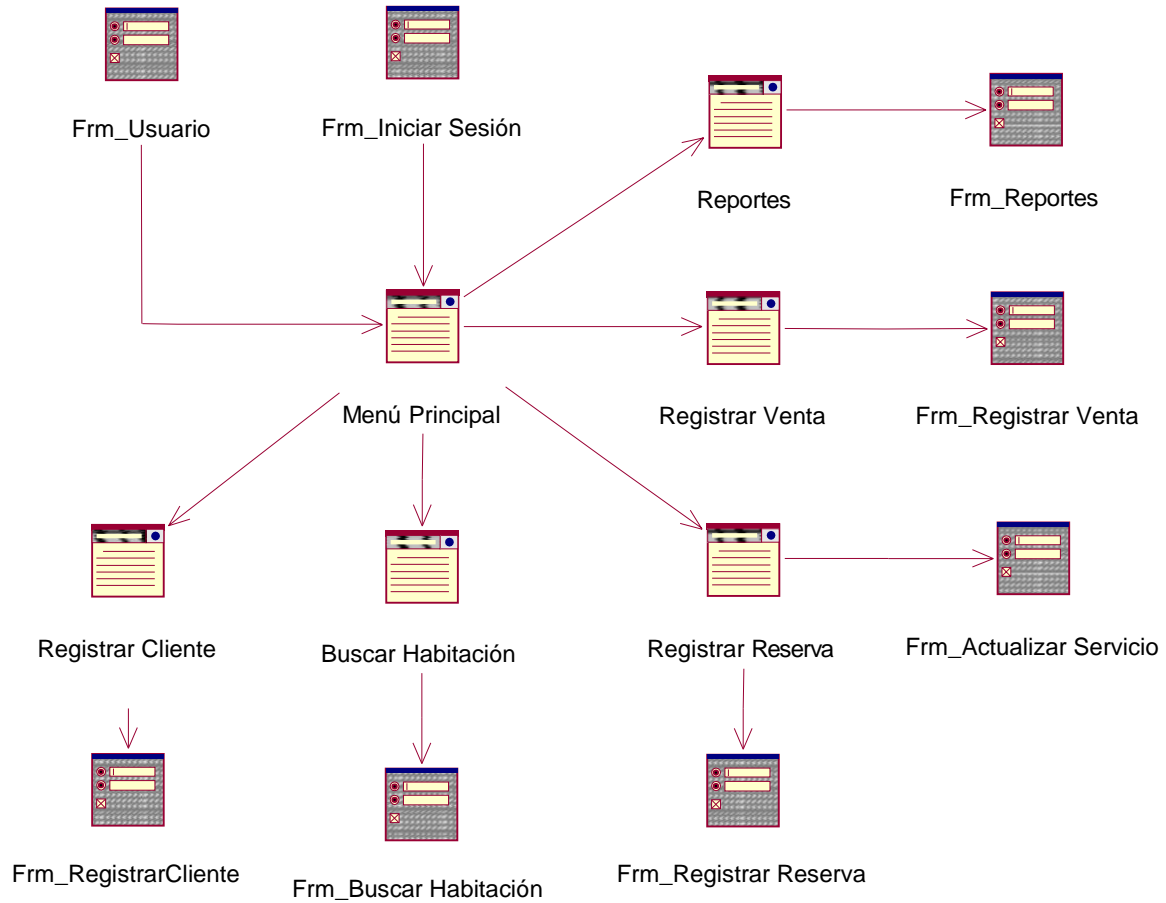 Frm_Usuario
Frm_Iniciar Sesión
Reportes
Frm_Reportes
Menú Principal
Registrar Venta
Frm_Registrar Venta
Registrar Cliente
Buscar Habitación
Registrar Reserva
Frm_Actualizar Servicio
Frm_RegistrarCliente
Frm_Buscar Habitación
Frm_Registrar Reserva